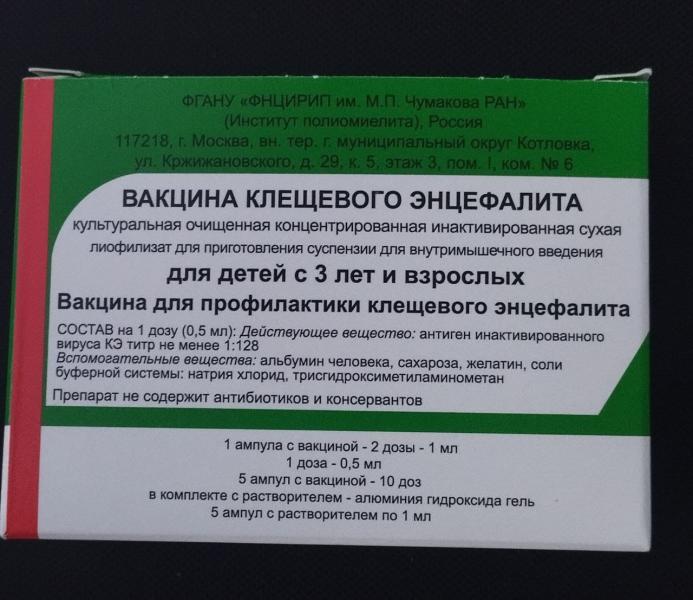 ФГАНУ «ФНЦИРИП им. М.П. Чумакова РАН»
(Институт полиомиелита), Россия
117218, г. Москва, вн. тер. г. муниципальный округ Котловка,
ул. Кржижановского, д. 29, к. 5, этаж 3, пом. I, ком. № 6
ВАКЦИНА КЛЕЩЕВОГО ЭНЦЕФАЛИТА
культуральная очищенная концентрированная инактивированная сухая
лиофилизат для приготовления суспензии для внутримышечного введения
для детей с 3 лет и взрослых
Вакцина для профилактики клещевого энцефалита
СОСТАВ на 1 дозу (0,5 мл): Действующее вещество: антиген инактивированного
вируса КЭ титр не менее 1:128
Вспомогательные вещества: альбумин человека, сахароза, желатин, соли
буферной системы: натрия хлорид, трисгидроксиметиламинометан
Препарат не содержит антибиотиков и консервантов
1 ампула с вакциной - 2 дозы - 1 мл
1 доза - 0,5 мл
5 ампул с вакциной - 10 доз
в комплекте с растворителем - алюминия гидроксида гель
5 ампул с растворителем по 1 мл